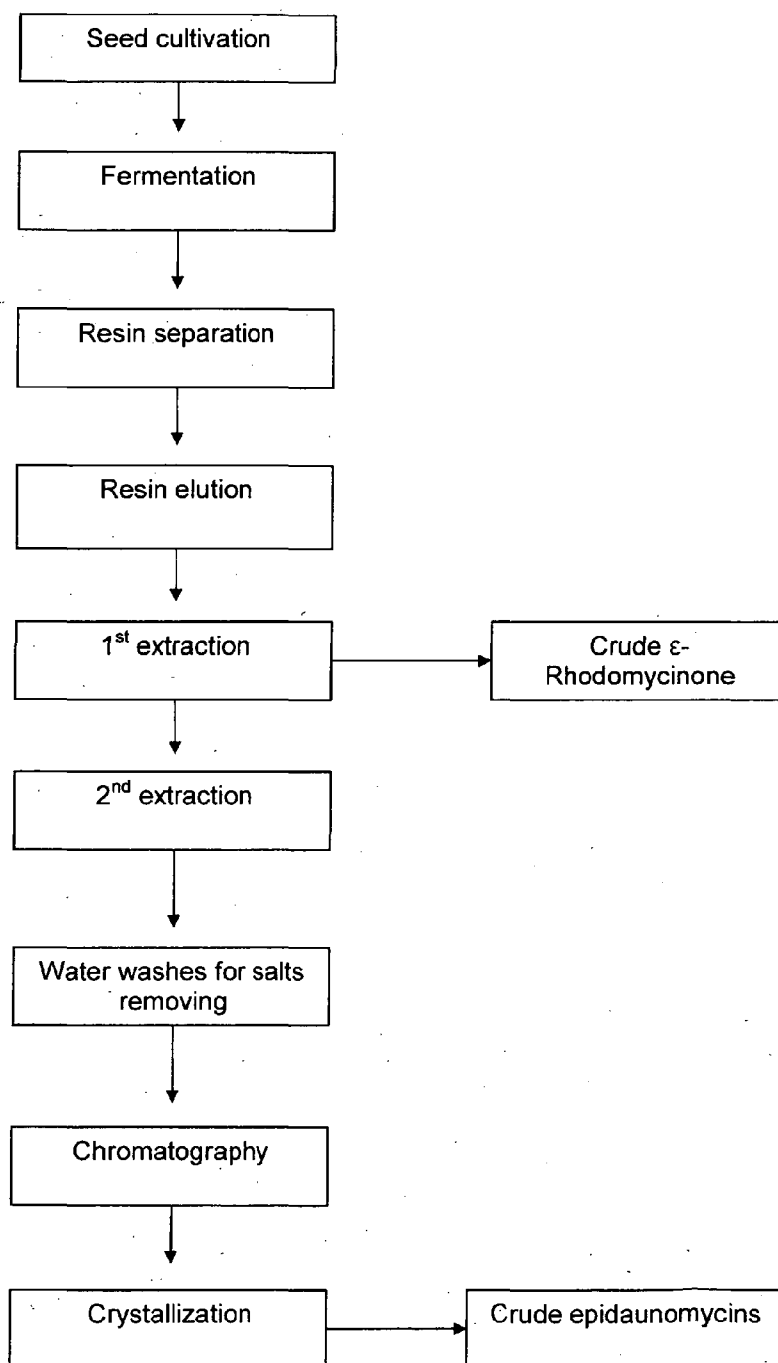 Seed cultivation
Fermentation
Resin separation
Resin elution
1st extraction
Crude ε-
Rhodomycinone
2nd extraction
Water washes for salts
removing
Chromatography
Crystallization
Crude epidaunomycins